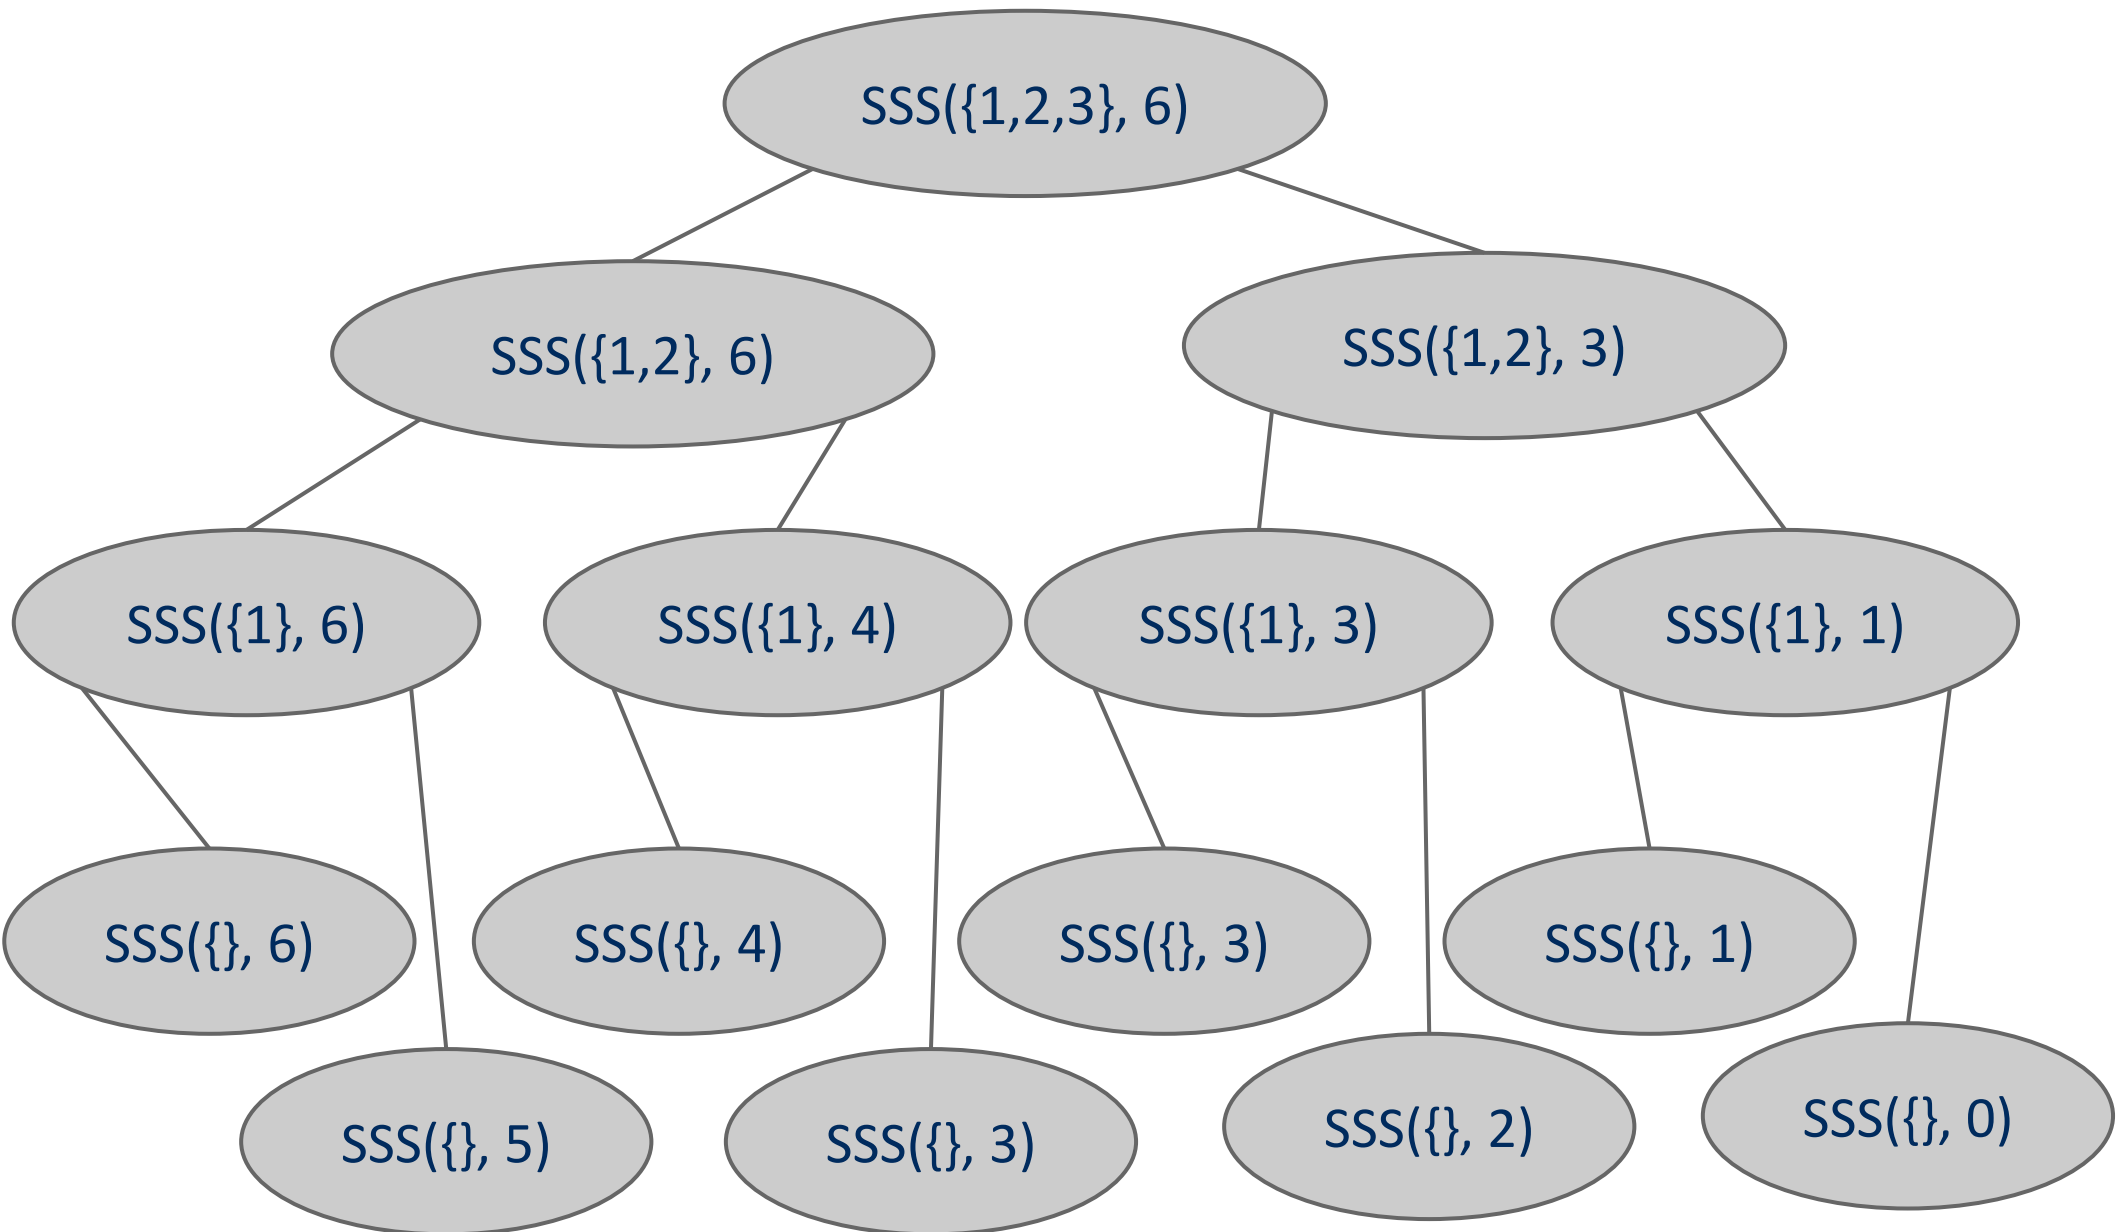 SSS({1,2,3}, 6)
SSS({1,2}, 6)
SSS({1,2}, 3)
SSS({1}, 6)
SSS({1}, 4)
SSS({1}, 3)
SSS({1}, 1)
SSS({}, 6)
SSS({}, 4)
SSS({}, 3)
SSS({}, 1)
SSS({}, 5)
SSS({}, 3)
SSS({}, 2)
SSS({}, 0)